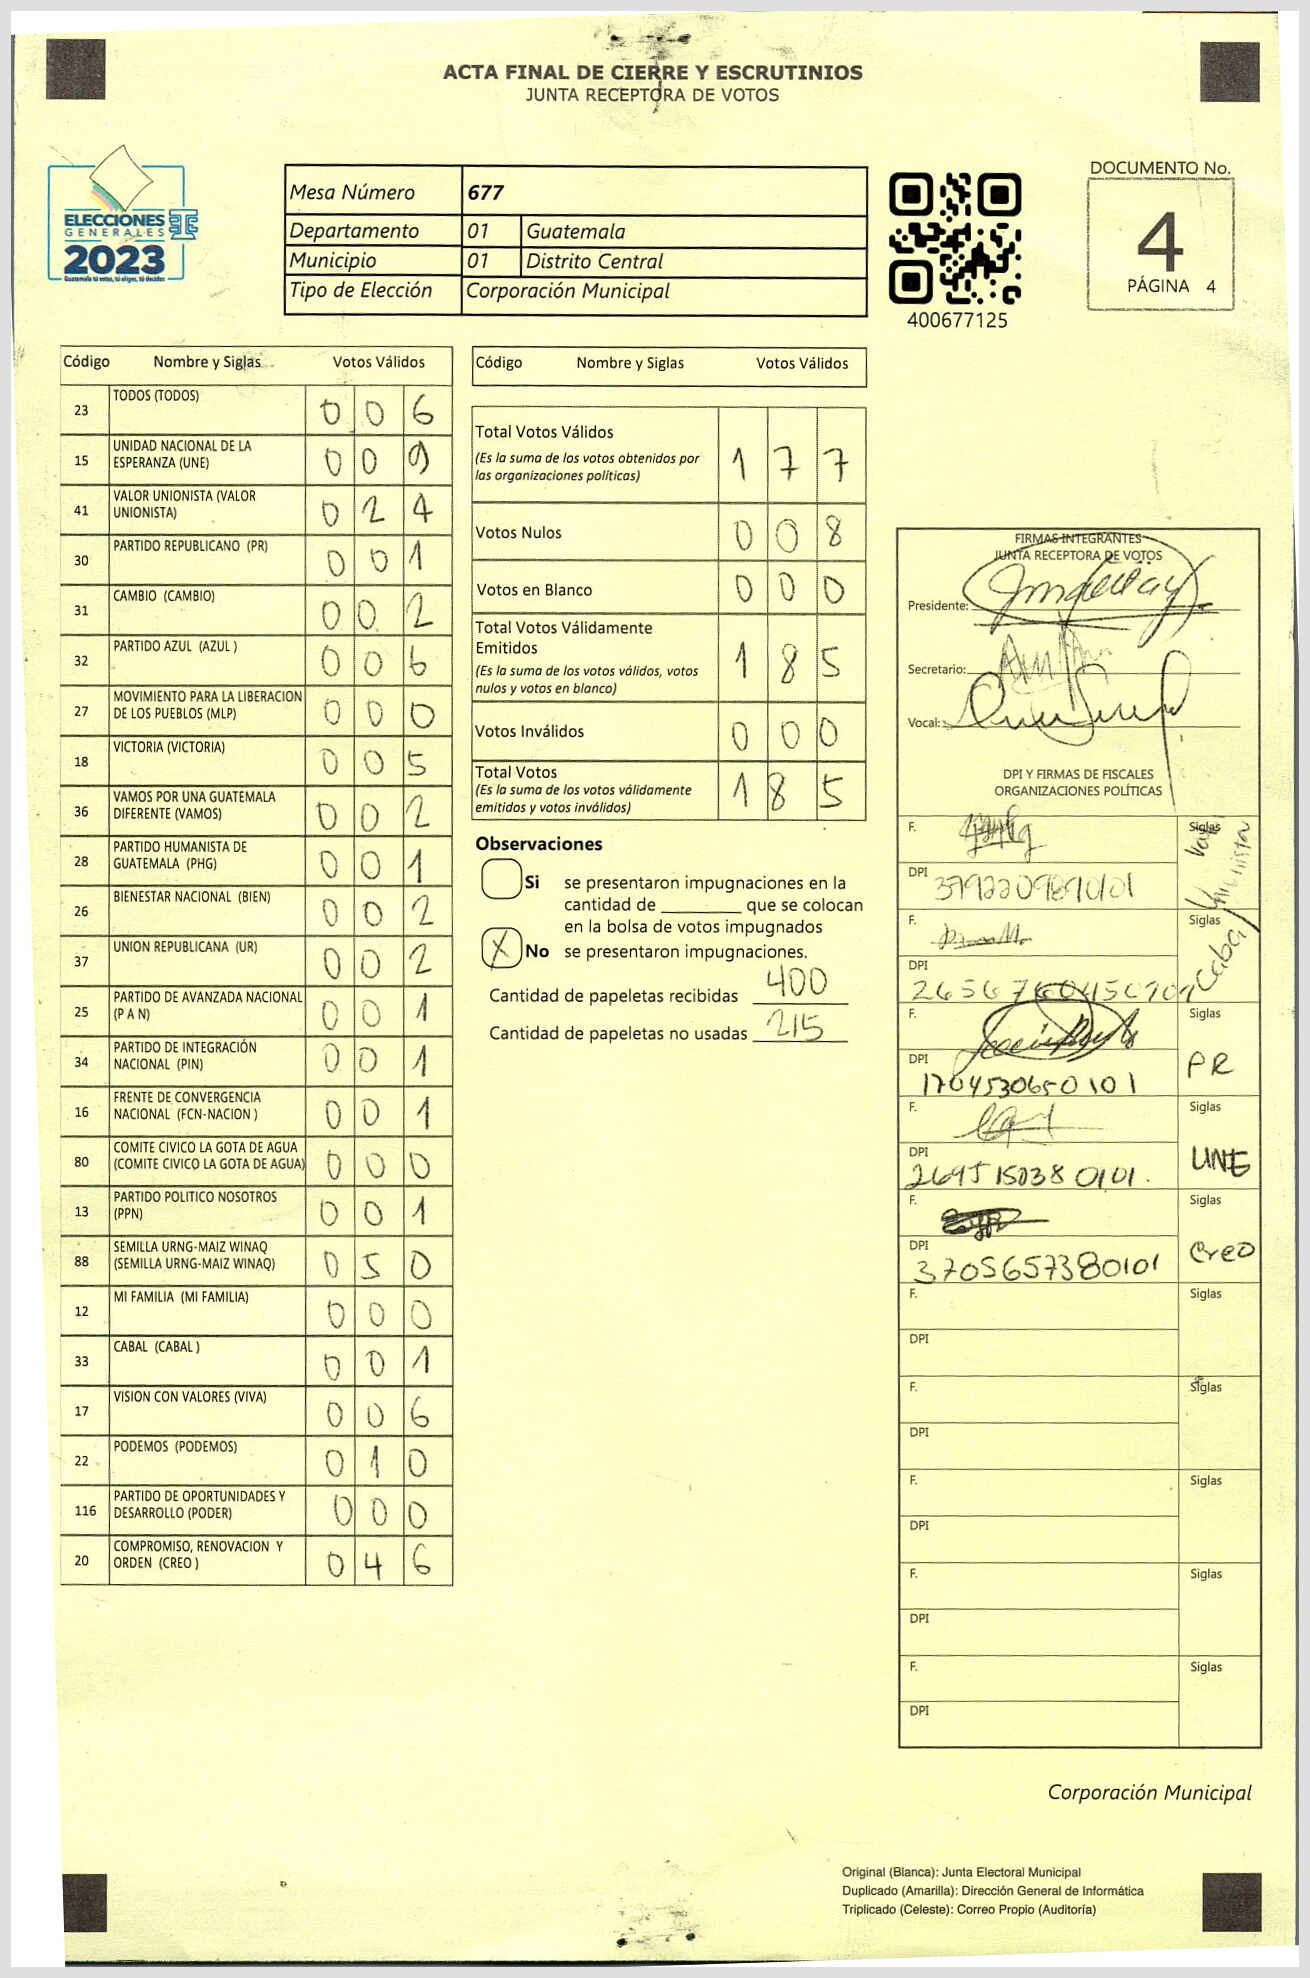 ACTA FINAL DE CIERRE Y ESCRUTINIOS
JUNTA RECEPTORA DE VOTOS
ELECCIONES
GENERALES
2023
Guatemala tú votas, tú eliges, tú decides
Mesa Número 677
Departamento 01 Guatemala
Municipio 01 Distrito Central
Tipo de Elección Corporación Municipal
400677125
DOCUMENTO No.
4
PÁGINA 4
Código Nombre y Siglas Votos Válidos
23 TODOS (TODOS) 0 0 6
15 UNIDAD NACIONAL DE LA
ESPERANZA (UNE) 0 0 9
41 VALOR UNIONISTA (VALOR
UNIONISTA) 0 2 4
30 PARTIDO REPUBLICANO (PR) 0 0 1
31 CAMBIO (CAMBIO) 0 0 2
32 PARTIDO AZUL (AZUL ) 0 0 6
27 MOVIMIENTO PARA LA LIBERACION
DE LOS PUEBLOS (MLP) 0 0 0
18 VICTORIA (VICTORIA) 0 0 5
36 VAMOS POR UNA GUATEMALA
DIFERENTE (VAMOS) 0 0 2
28 PARTIDO HUMANISTA DE
GUATEMALA (PHG) 0 0 1
26 BIENESTAR NACIONAL (BIEN) 0 0 2
37 UNION REPUBLICANA (UR) 0 0 2
25 PARTIDO DE AVANZADA NACIONAL
(P A N) 0 0 1
34 PARTIDO DE INTEGRACIÓN
NACIONAL (PIN) 0 0 1
16 FRENTE DE CONVERGENCIA
NACIONAL (FCN-NACION ) 0 0 1
80 COMITE CIVICO LA GOTA DE AGUA
(COMITE CIVICO LA GOTA DE AGUA) 0 0 0
13 PARTIDO POLITICO NOSOTROS
(PPN) 0 0 1
88 SEMILLA URNG-MAIZ WINAQ
(SEMILLA URNG-MAIZ WINAQ) 0 5 0
12 MI FAMILIA (MI FAMILIA) 0 0 0
33 CABAL (CABAL ) 0 0 1
17 VISION CON VALORES (VIVA) 0 0 6
22 PODEMOS (PODEMOS) 0 1 0
116 PARTIDO DE OPORTUNIDADES Y
DESARROLLO (PODER) 0 0 0
20 COMPROMISO, RENOVACION Y
ORDEN (CREO ) 0 4 6
Código Nombre y Siglas Votos Válidos
Total Votos Válidos
(Es la suma de los votos obtenidos por
las organizaciones políticas) 1 7 7
Votos Nulos 0 0 8
Votos en Blanco 0 0 0
Total Votos Válidamente
Emitidos
(Es la suma de los votos válidos, votos
nulos y votos en blanco) 1 8 5
Votos Inválidos 0 0 0
Total Votos
(Es la suma de los votos válidamente
emitidos y votos inválidos) 1 8 5
Observaciones
Si se presentaron impugnaciones en la
cantidad de ________ que se colocan
en la bolsa de votos impugnados
X No se presentaron impugnaciones.
Cantidad de papeletas recibidas 400
Cantidad de papeletas no usadas 215
FIRMAS INTEGRANTES
JUNTA RECEPTORA DE VOTOS
Presidente:
Secretario:
Vocal:
DPI Y FIRMAS DE FISCALES
ORGANIZACIONES POLÍTICAS
F. Siglas Unionista
DPI
F. Siglas Cabal
DPI
F. Siglas PR
DPI 1704530650101
F. Siglas UNE
DPI 2695150380101.
F. Siglas Creo
DPI 3705657380101
F. Siglas
DPI
F. Siglas
DPI
F. Siglas
DPI
F. Siglas
DPI
F. Siglas
DPI
Corporación Municipal
Original (Blanca): Junta Electoral Municipal
Duplicado (Amarilla): Dirección General de Informática
Triplicado (Celeste): Correo Propio (Auditoría)